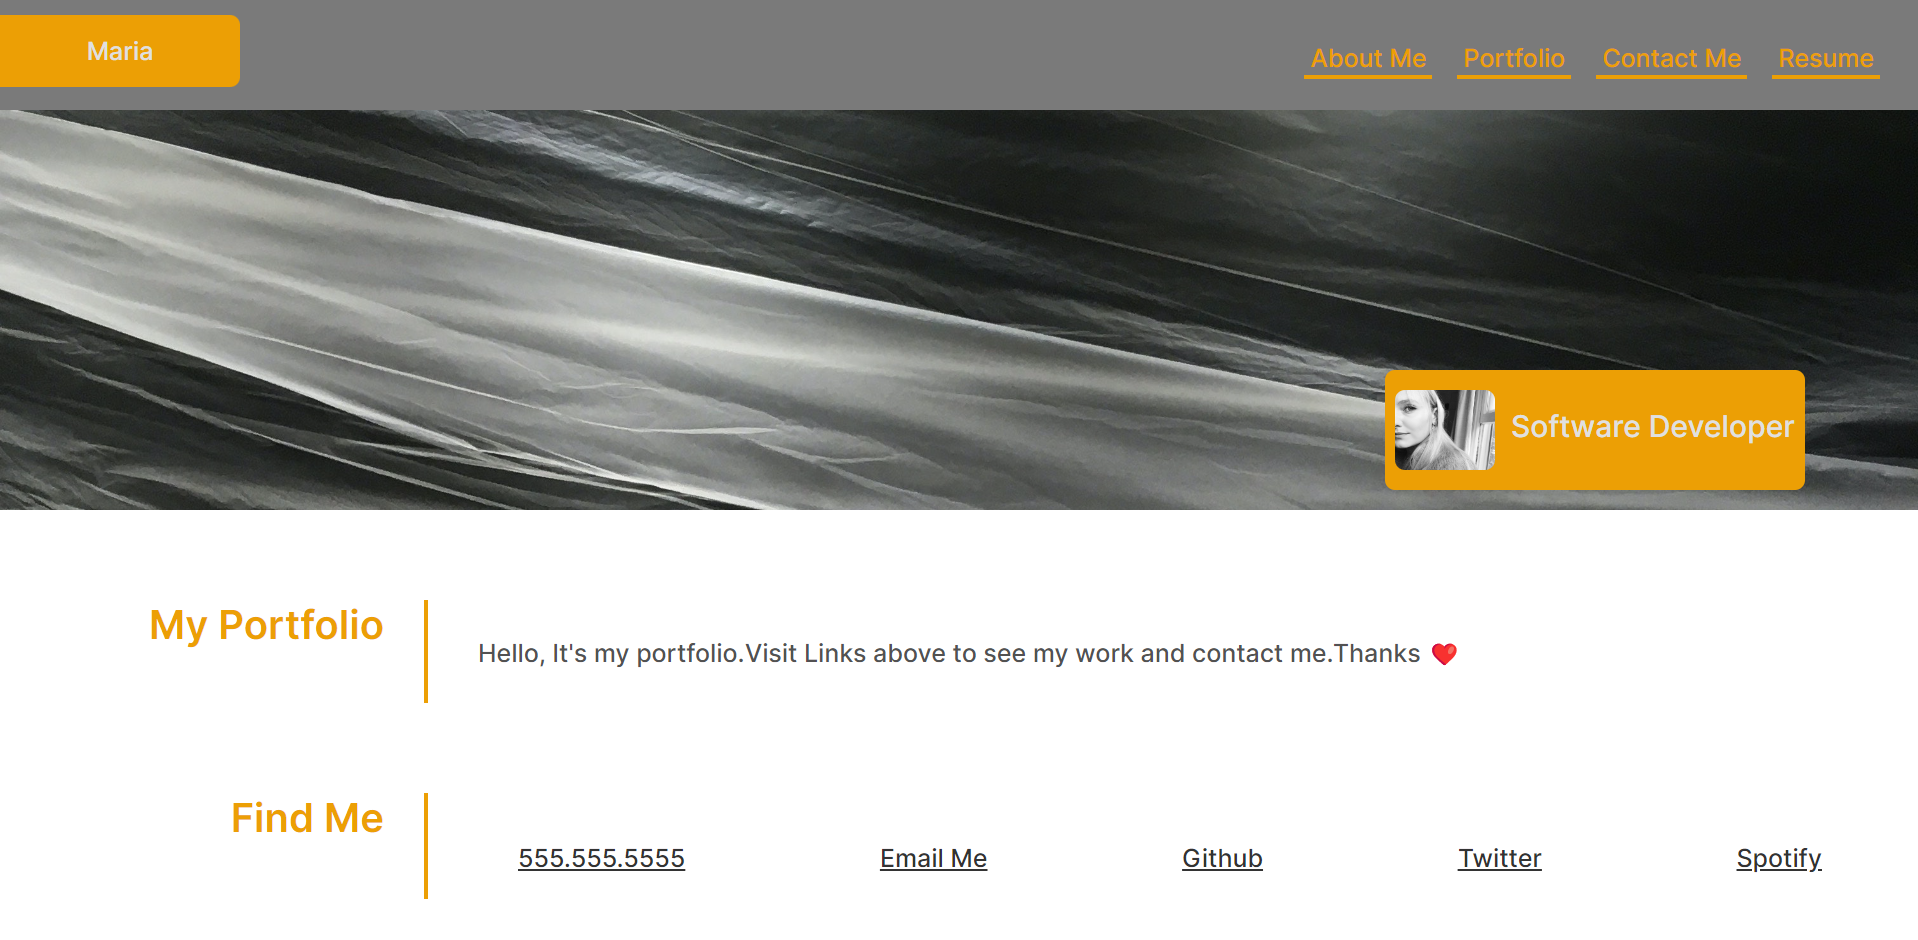 Maria
About Me Portfolio Contact Me Resume
Software Developer
My Portfolio
Hello, It's my portfolio.Visit Links above to see my work and contact me.Thanks ❤️
Find Me
555.555.5555 Email Me Github Twitter Spotify